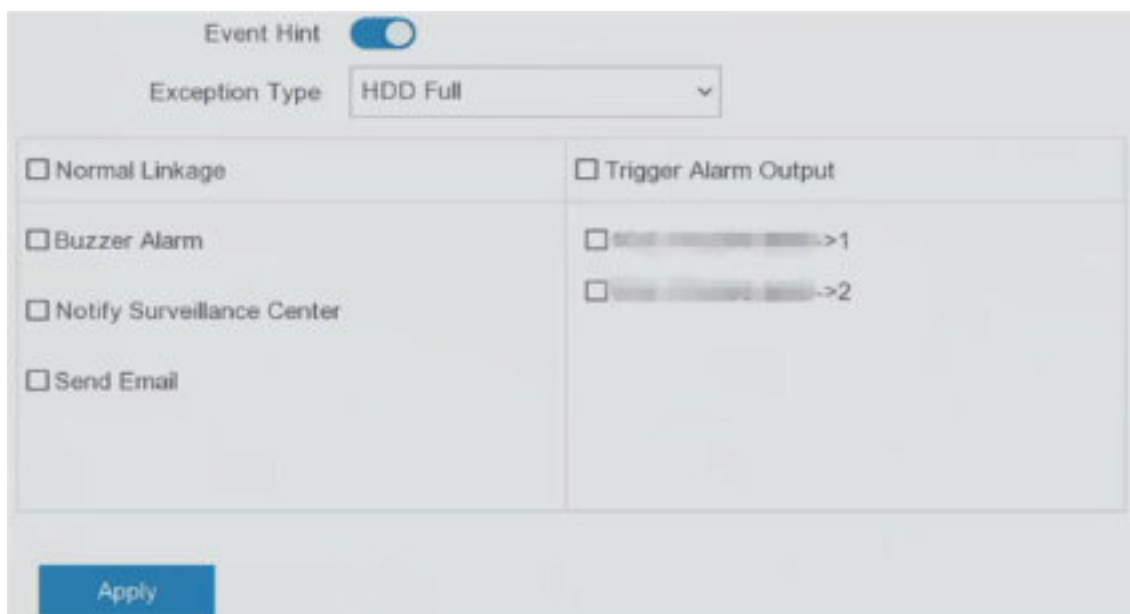 Event Hint
Exception Type HDD Full
Normal Linkage
Trigger Alarm Output
Buzzer Alarm
->1
Notify Surveillance Center
->2
Send Email
Apply